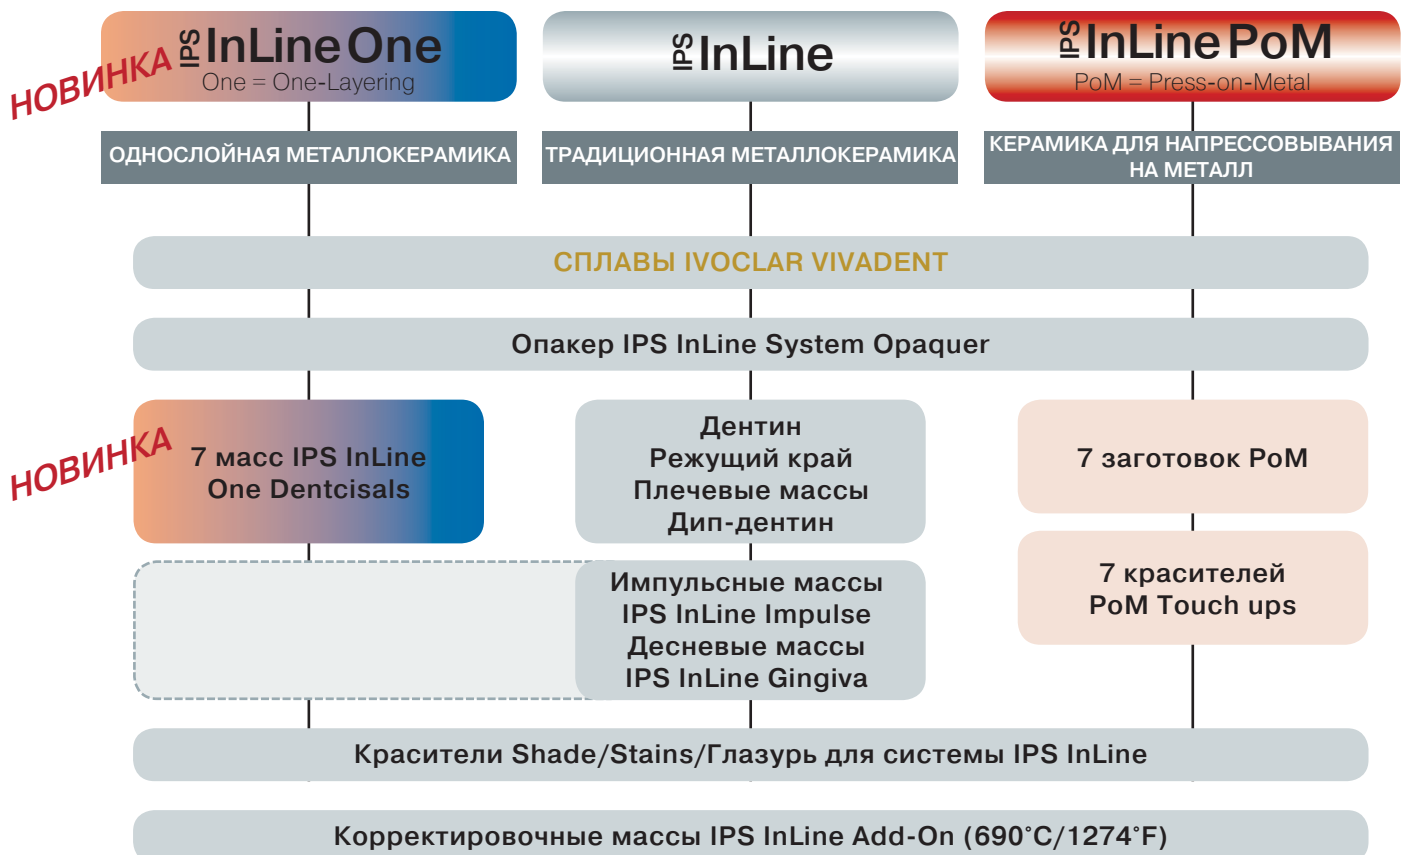 НОВИНКА
IPS InLine One
One = One-Layering
IPS InLine
IPS InLine PoM
PoM = Press-on-Metal
ОДНОСЛОЙНАЯ МЕТАЛЛОКЕРАМИКА
ТРАДИЦИОННАЯ МЕТАЛЛОКЕРАМИКА
КЕРАМИКА ДЛЯ НАПРЕССОВЫВАНИЯ
НА МЕТАЛЛ
СПЛАВЫ IVOCLAR VIVADENT
Опакер IPS InLine System Opaquer
НОВИНКА
7 масс IPS InLine
One Dentcisals
Дентин
Режущий край
Плечевые массы
Дип-дентин
7 заготовок PoM
Импульсные массы
IPS InLine Impulse
Десневые массы
IPS InLine Gingiva
7 красителей
PoM Touch ups
Красители Shade/Stains/Глазурь для системы IPS InLine
Корректировочные массы IPS InLine Add-On (690°C/1274°F)